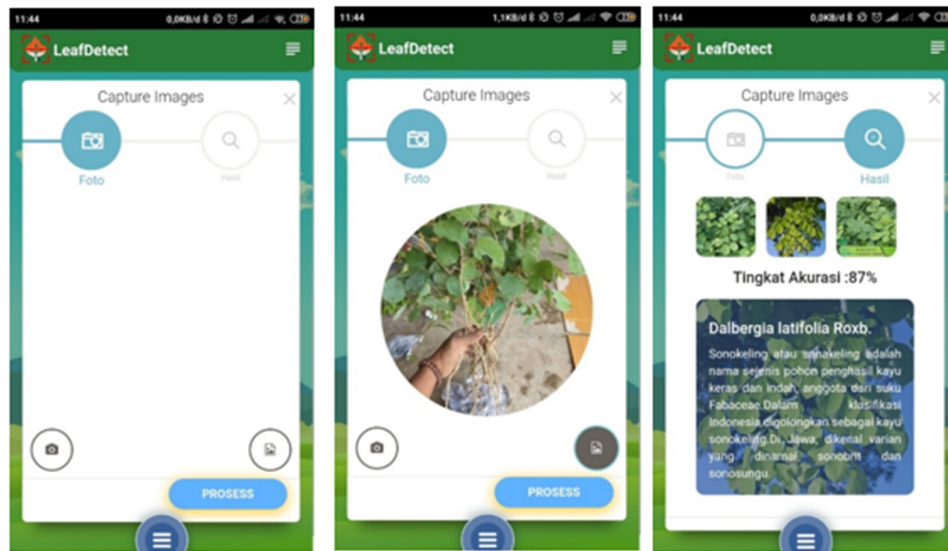 11:44
0,0KB/d
LeafDetect
Capture Images
Foto
Hasil
PROSESS
11:44
1,1KB/d
LeafDetect
Capture Images
Foto
Hasil
PROSESS
11:44
0,0KB/d
LeafDetect
Capture Images
Foto
Hasil
Tingkat Akurasi :87%
Dalbergia latifolia Roxb.
Sonokeling atau sanakeling adalah
nama sejenis pohon penghasil kayu
keras dan indah, anggota dari suku
Fabaceae.Dalam klasifikasi
Indonesia,digolongkan sebagai kayu
sonokeling.Di Jawa, dikenal varian
yang dinamai sonobrit dan
sonosungu.